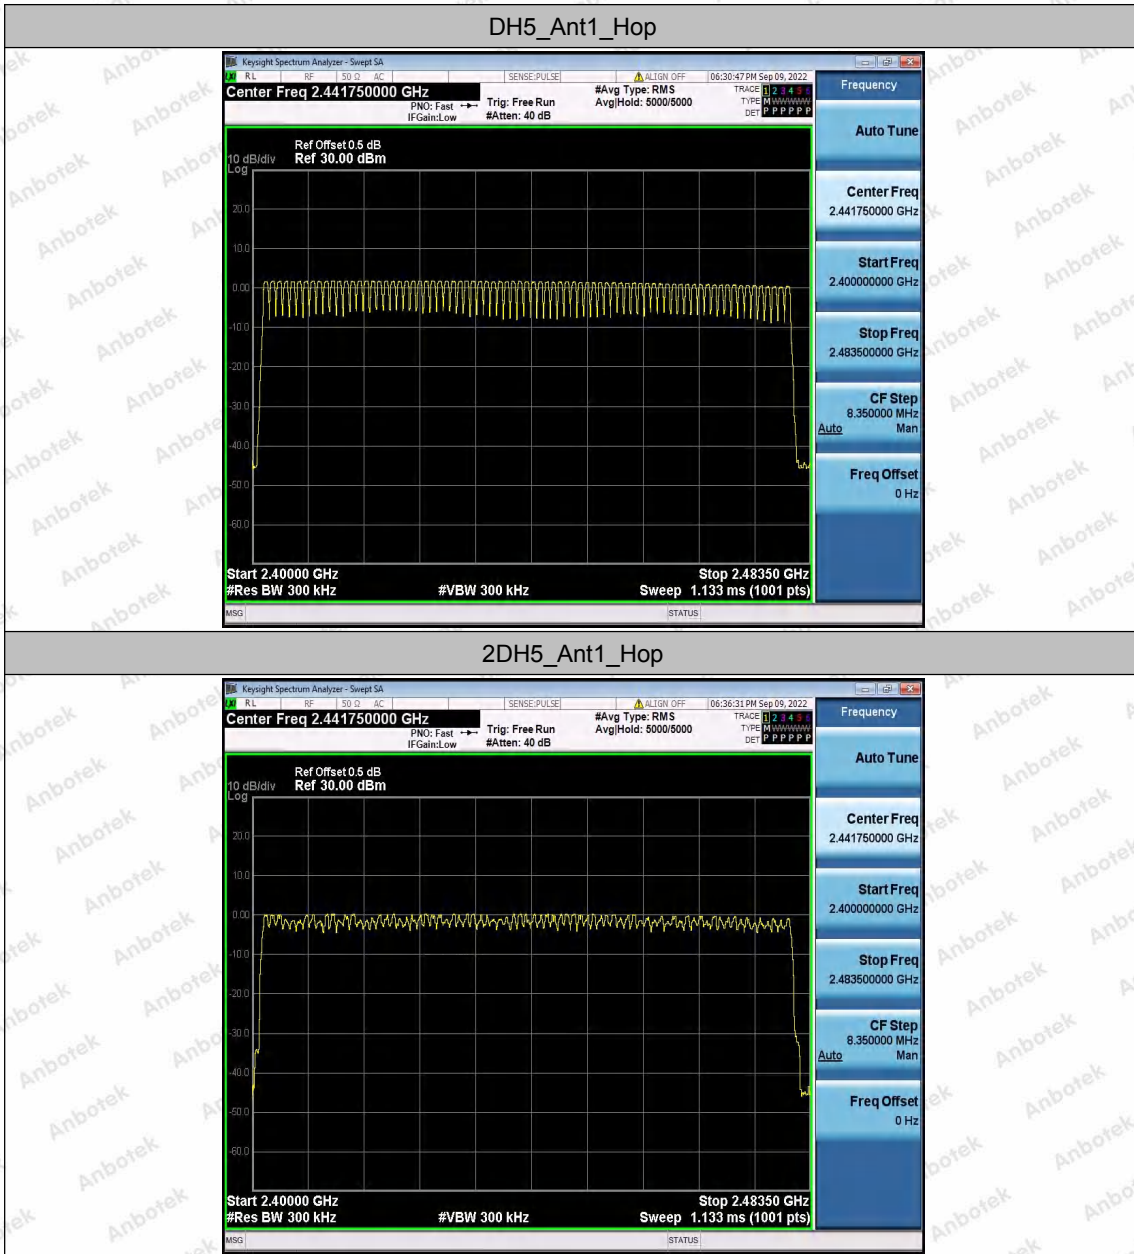 DH5_Ant1_Hop
Keysight Spectrum Analyzer - Swept SA
LXI RL RF 50 Ω AC SENSE:PULSE ALIGN OFF 06:30:47 PM Sep 09, 2022
Center Freq 2.441750000 GHz
PNO: Fast
IFGain:Low
Trig: Free Run
#Atten: 40 dB
#Avg Type: RMS
Avg|Hold: 5000/5000
TRACE 1 2 3 4 5 6
TYPE M WWWWW
DET P P P P P P
Frequency
Auto Tune
Center Freq
2.441750000 GHz
Start Freq
2.400000000 GHz
Stop Freq
2.483500000 GHz
CF Step
8.350000 MHz
Auto Man
Freq Offset
0 Hz
Ref Offset 0.5 dB
10 dB/div Ref 30.00 dBm
Log
20.0
10.0
0.00
-10.0
-20.0
-30.0
-40.0
-50.0
-60.0
Start 2.40000 GHz Stop 2.48350 GHz
#Res BW 300 kHz #VBW 300 kHz Sweep 1.133 ms (1001 pts)
MSG STATUS
2DH5_Ant1_Hop
Keysight Spectrum Analyzer - Swept SA
LXI RL RF 50 Ω AC SENSE:PULSE ALIGN OFF 06:36:31 PM Sep 09, 2022
Center Freq 2.441750000 GHz
PNO: Fast
IFGain:Low
Trig: Free Run
#Atten: 40 dB
#Avg Type: RMS
Avg|Hold: 5000/5000
TRACE 1 2 3 4 5 6
TYPE M WWWWW
DET P P P P P P
Frequency
Auto Tune
Center Freq
2.441750000 GHz
Start Freq
2.400000000 GHz
Stop Freq
2.483500000 GHz
CF Step
8.350000 MHz
Auto Man
Freq Offset
0 Hz
Ref Offset 0.5 dB
10 dB/div Ref 30.00 dBm
Log
20.0
10.0
0.00
-10.0
-20.0
-30.0
-40.0
-50.0
-60.0
Start 2.40000 GHz Stop 2.48350 GHz
#Res BW 300 kHz #VBW 300 kHz Sweep 1.133 ms (1001 pts)
MSG STATUS
Anbotek